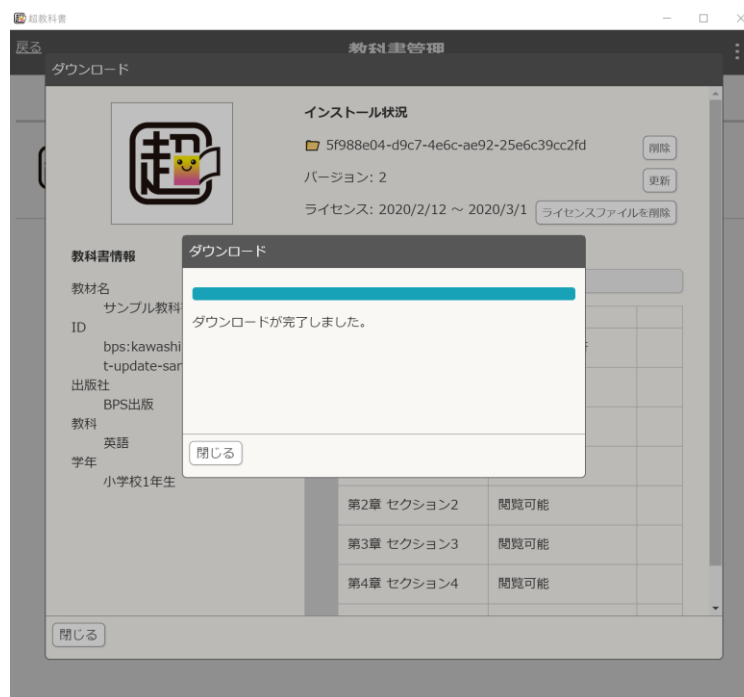 超教科書
戻る
教科書管理
ダウンロード
超
インストール状況
5f988e04-d9c7-4e6c-ae92-25e6c39cc2fd
削除
バージョン: 2
更新
ライセンス: 2020/2/12 ～ 2020/3/1
ライセンスファイルを削除
教科書情報
教材名
サンプル教科
ID
bps:kawashi
t-update-sar
出版社
BPS出版
教科
英語
学年
小学校1年生
ダウンロード
ダウンロードが完了しました。
閉じる
第2章 セクション2 閲覧可能
第3章 セクション3 閲覧可能
第4章 セクション4 閲覧可能
閉じる